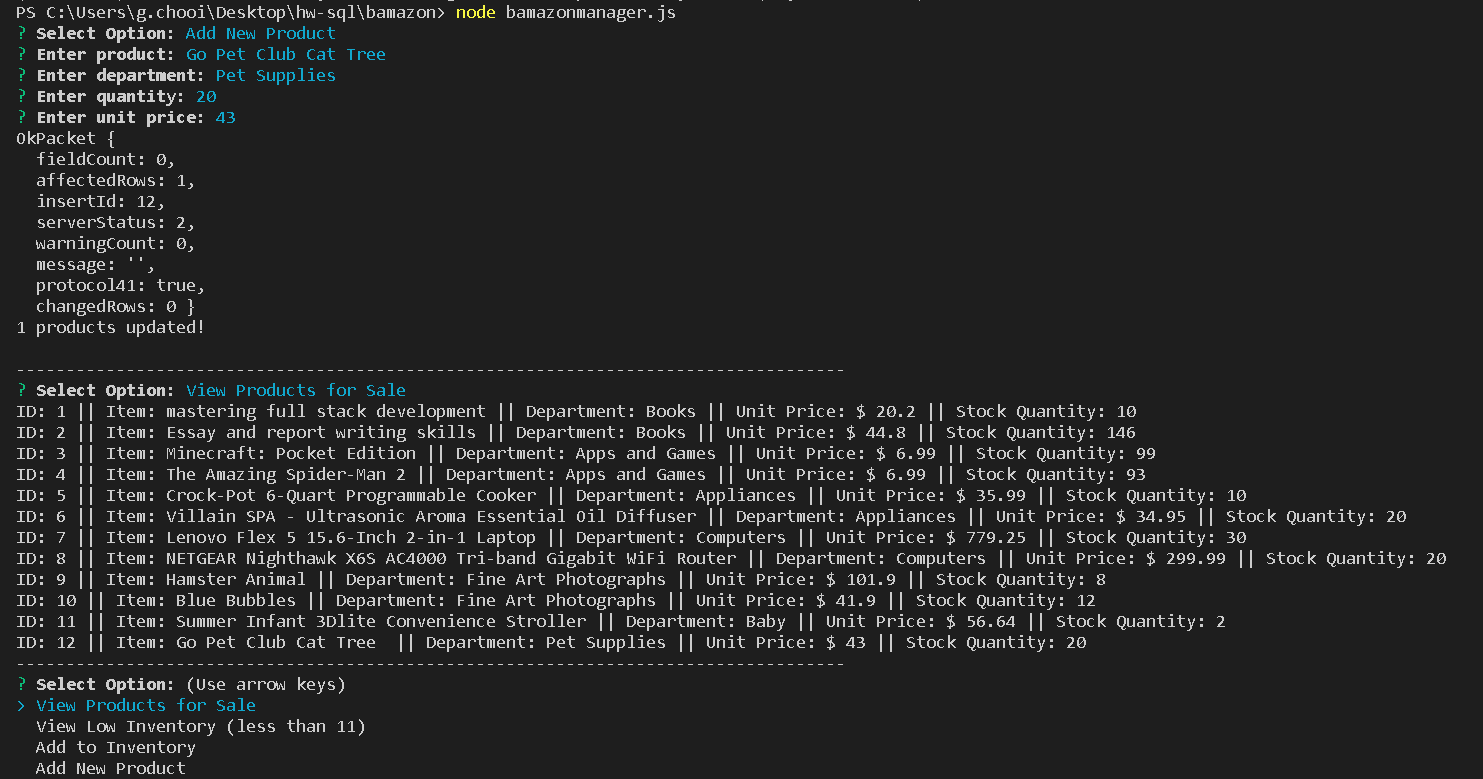 PS C:\Users\g.chooi\Desktop\hw-sql\bamazon> node bamazonmanager.js
? Select Option: Add New Product
? Enter product: Go Pet Club Cat Tree
? Enter department: Pet Supplies
? Enter quantity: 20
? Enter unit price: 43
OkPacket {
  fieldCount: 0,
  affectedRows: 1,
  insertId: 12,
  serverStatus: 2,
  warningCount: 0,
  message: '',
  protocol41: true,
  changedRows: 0 }
1 products updated!
-----------------------------------------------------------------------------------
? Select Option: View Products for Sale
ID: 1 || Item: mastering full stack development || Department: Books || Unit Price: $ 20.2 || Stock Quantity: 10
ID: 2 || Item: Essay and report writing skills || Department: Books || Unit Price: $ 44.8 || Stock Quantity: 146
ID: 3 || Item: Minecraft: Pocket Edition || Department: Apps and Games || Unit Price: $ 6.99 || Stock Quantity: 99
ID: 4 || Item: The Amazing Spider-Man 2 || Department: Apps and Games || Unit Price: $ 6.99 || Stock Quantity: 93
ID: 5 || Item: Crock-Pot 6-Quart Programmable Cooker || Department: Appliances || Unit Price: $ 35.99 || Stock Quantity: 10
ID: 6 || Item: Villain SPA - Ultrasonic Aroma Essential Oil Diffuser || Department: Appliances || Unit Price: $ 34.95 || Stock Quantity: 20
ID: 7 || Item: Lenovo Flex 5 15.6-Inch 2-in-1 Laptop || Department: Computers || Unit Price: $ 779.25 || Stock Quantity: 30
ID: 8 || Item: NETGEAR Nighthawk X6S AC4000 Tri-band Gigabit WiFi Router || Department: Computers || Unit Price: $ 299.99 || Stock Quantity: 20
ID: 9 || Item: Hamster Animal || Department: Fine Art Photographs || Unit Price: $ 101.9 || Stock Quantity: 8
ID: 10 || Item: Blue Bubbles || Department: Fine Art Photographs || Unit Price: $ 41.9 || Stock Quantity: 12
ID: 11 || Item: Summer Infant 3Dlite Convenience Stroller || Department: Baby || Unit Price: $ 56.64 || Stock Quantity: 2
ID: 12 || Item: Go Pet Club Cat Tree  || Department: Pet Supplies || Unit Price: $ 43 || Stock Quantity: 20
-----------------------------------------------------------------------------------
? Select Option: (Use arrow keys)
> View Products for Sale
  View Low Inventory (less than 11)
  Add to Inventory
  Add New Product